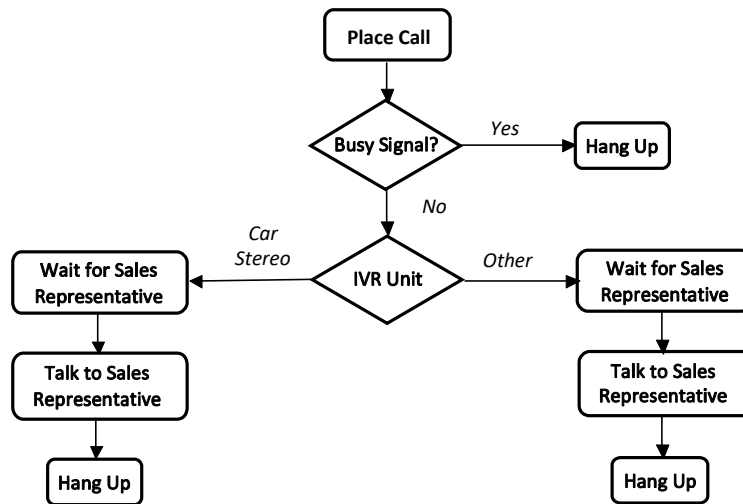 Place Call
Busy Signal?
Yes
Hang Up
No
Car
Stereo
IVR Unit
Other
Wait for Sales
Representative
Wait for Sales
Representative
Talk to Sales
Representative
Talk to Sales
Representative
Hang Up
Hang Up